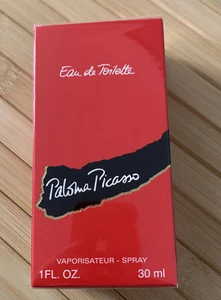 Eau de Toilette
Paloma Picasso
VAPORISATEUR - SPRAY
1FL. OZ. 30 ml